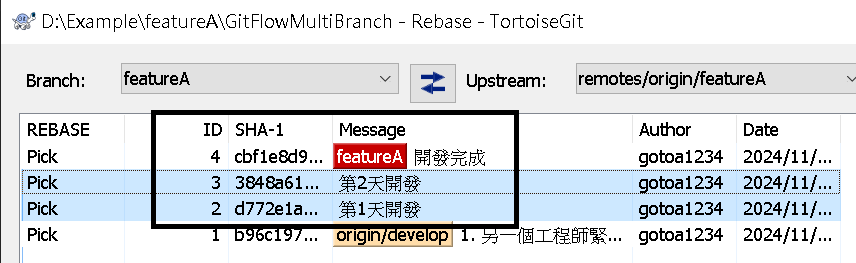 D:\Example\featureA\GitFlowMultiBranch - Rebase - TortoiseGit
Branch: featureA Upstream: remotes/origin/featureA
REBASE ID SHA-1 Message Author Date
Pick 4 cbf1e8d9... featureA 開發完成 gotoa1234 2024/11/...
Pick 3 3848a61... 第2天開發 gotoa1234 2024/11/...
Pick 2 d772e1a... 第1天開發 gotoa1234 2024/11/...
Pick 1 b96c197... origin/develop 1. 另一個工程師緊... gotoa1234 2024/11/...